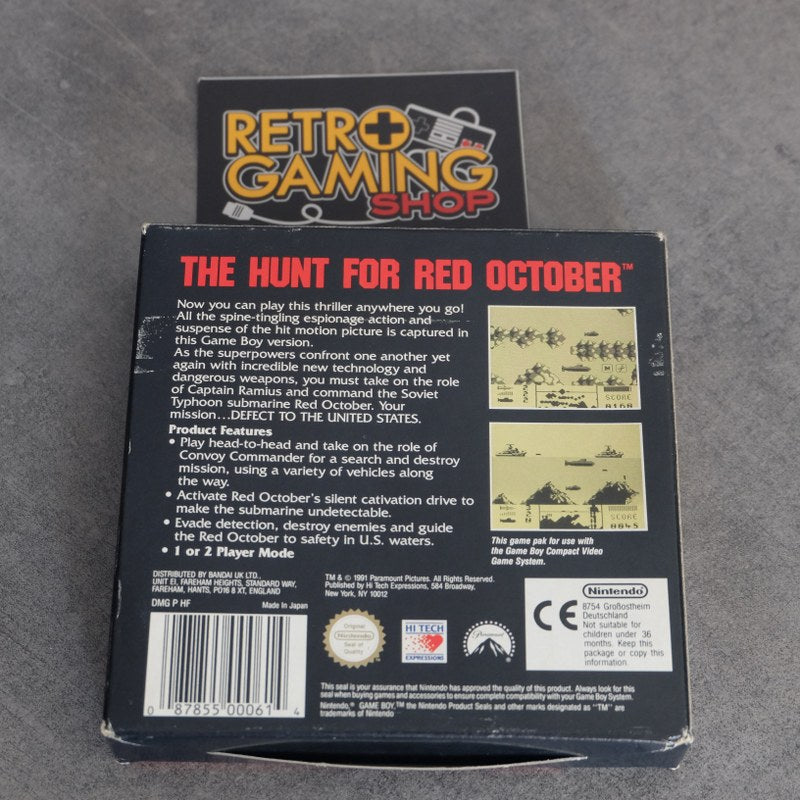 RETRO
GAMING
SHOP
THE HUNT FOR RED OCTOBER™
Now you can play this thriller anywhere you go!
All the spine-tingling espionage action and
suspense of the hit motion picture is captured in
this Game Boy version.
As the superpowers confront one another yet
again with incredible new technology and
dangerous weapons, you must take on the role
of Captain Ramius and command the Soviet
Typhoon submarine Red October. Your
mission...DEFECT TO THE UNITED STATES.
Product Features
• Play head-to-head and take on the role of
Convoy Commander for a search and destroy
mission, using a variety of vehicles along
the way.
• Activate Red October's silent cativation drive to
make the submarine undetectable.
• Evade detection, destroy enemies and guide
the Red October to safety in U.S. waters.
• 1 or 2 Player Mode
SCORE
0160
SCORE
0045
This game pak for use with
the Game Boy Compact Video
Game System.
DISTRIBUTED BY BANDAI UK LTD.,
UNIT EI, FAREHAM HEIGHTS, STANDARD WAY,
FAREHAM, HANTS, PO16 8 XT, ENGLAND
DMG P HF Made in Japan
TM & © 1991 Paramount Pictures. All Rights Reserved.
Published by Hi Tech Expressions, 584 Broadway,
New York, NY 10012
0 87855 00061 4
Original
Nintendo
Seal of
Quality
HI TECH
EXPRESSIONS
Paramount
CE
Nintendo
8754 Großostheim
Deutschland
Not suitable for
children under 36
months. Keep this
package or copy this
information.
This seal is your assurance that Nintendo has approved the quality of this product. Always look for this
seal when buying games and accessories to ensure complete compatibility with your Game Boy System.
Nintendo,® GAME BOY,™ the Nintendo Product Seals and other marks designated as "TM" are
trademarks of Nintendo